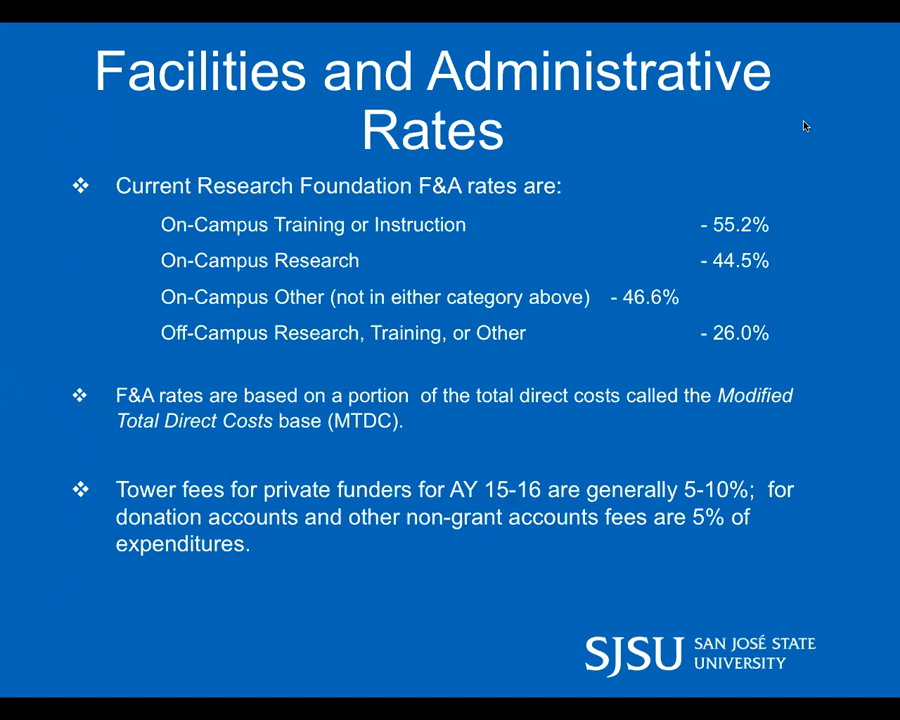 Facilities and Administrative
Rates
❖ Current Research Foundation F&A rates are:
On-Campus Training or Instruction - 55.2%
On-Campus Research - 44.5%
On-Campus Other (not in either category above) - 46.6%
Off-Campus Research, Training, or Other - 26.0%
❖ F&A rates are based on a portion  of the total direct costs called the Modified
Total Direct Costs base (MTDC).
❖ Tower fees for private funders for AY 15-16 are generally 5-10%;  for
donation accounts and other non-grant accounts fees are 5% of
expenditures.
SJSU SAN JOSÉ STATE
UNIVERSITY